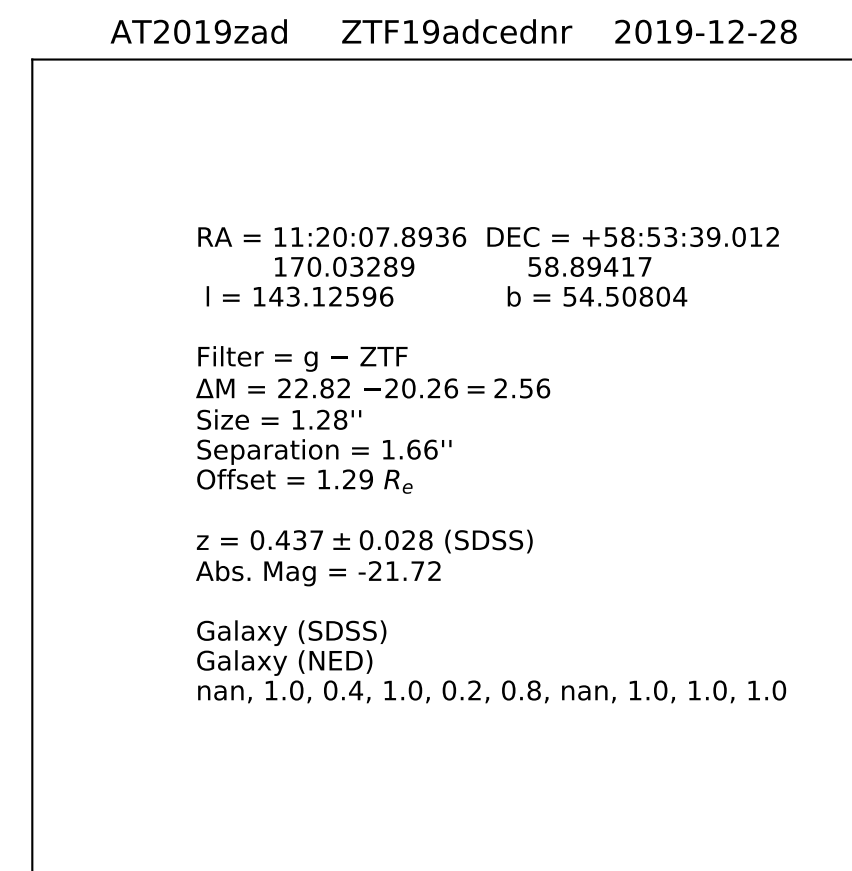 AT2019zad ZTF19adcednr 2019-12-28
RA = 11:20:07.8936 DEC = +58:53:39.012
170.03289 58.89417
l = 143.12596 b = 54.50804
Filter = g − ZTF
ΔM = 22.82 −20.26 = 2.56
Size = 1.28''
Separation = 1.66''
Offset = 1.29 Rₑ
z = 0.437 ± 0.028 (SDSS)
Abs. Mag = -21.72
Galaxy (SDSS)
Galaxy (NED)
nan, 1.0, 0.4, 1.0, 0.2, 0.8, nan, 1.0, 1.0, 1.0